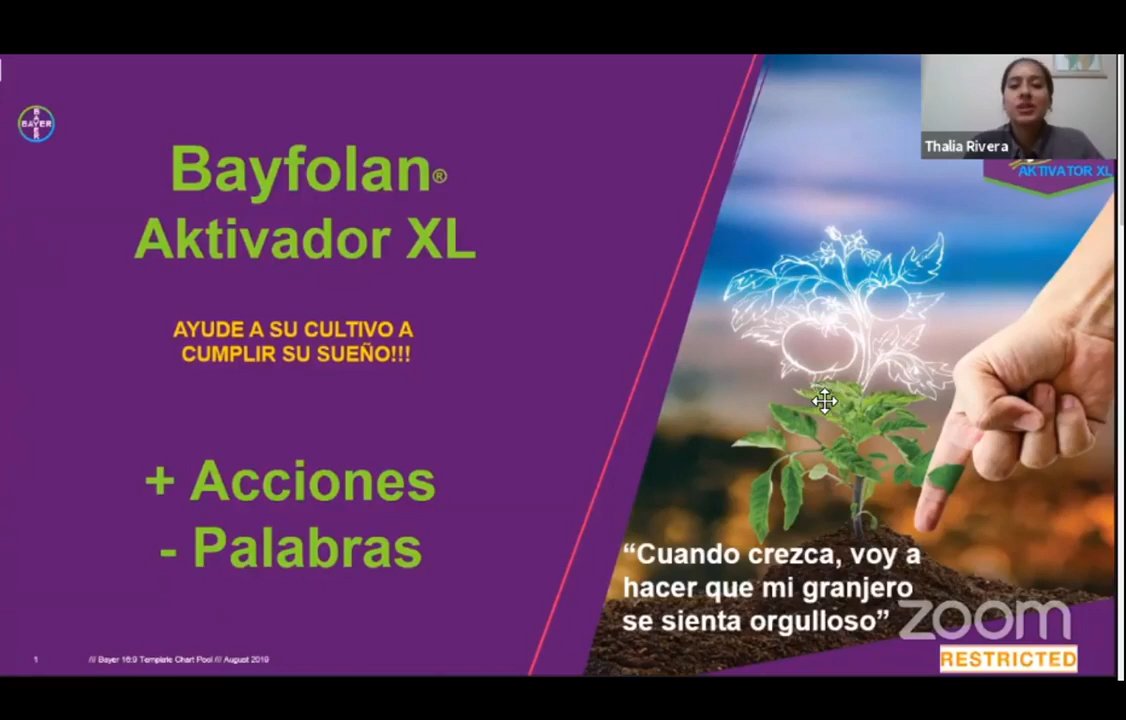 BAYER
BAYER
Bayfolan®
Aktivador XL
AYUDE A SU CULTIVO A
CUMPLIR SU SUEÑO!!!
+ Acciones
- Palabras
Thalia Rivera
AKTIVATOR XL
“Cuando crezca, voy a
hacer que mi granjero
se sienta orgulloso”
zoom
RESTRICTED
1
/// Bayer 16:9 Template Chart Pool /// August 2019